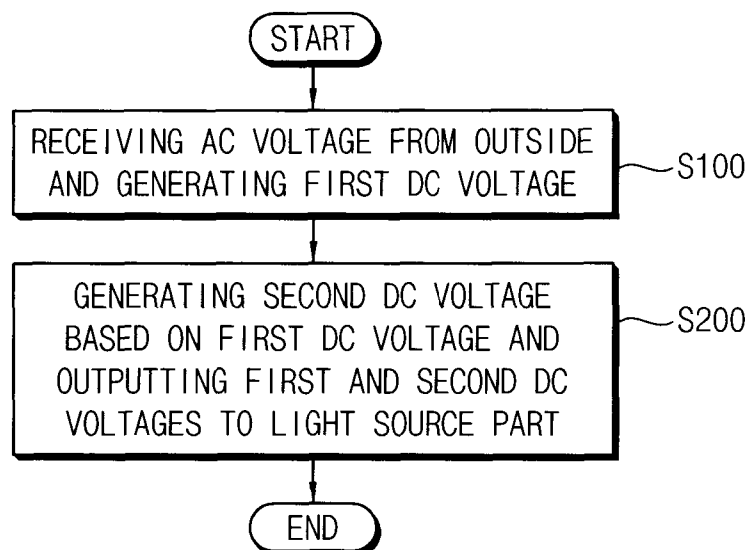 START
RECEIVING AC VOLTAGE FROM OUTSIDE
AND GENERATING FIRST DC VOLTAGE
S100
GENERATING SECOND DC VOLTAGE
BASED ON FIRST DC VOLTAGE AND
OUTPUTTING FIRST AND SECOND DC
VOLTAGES TO LIGHT SOURCE PART
S200
END